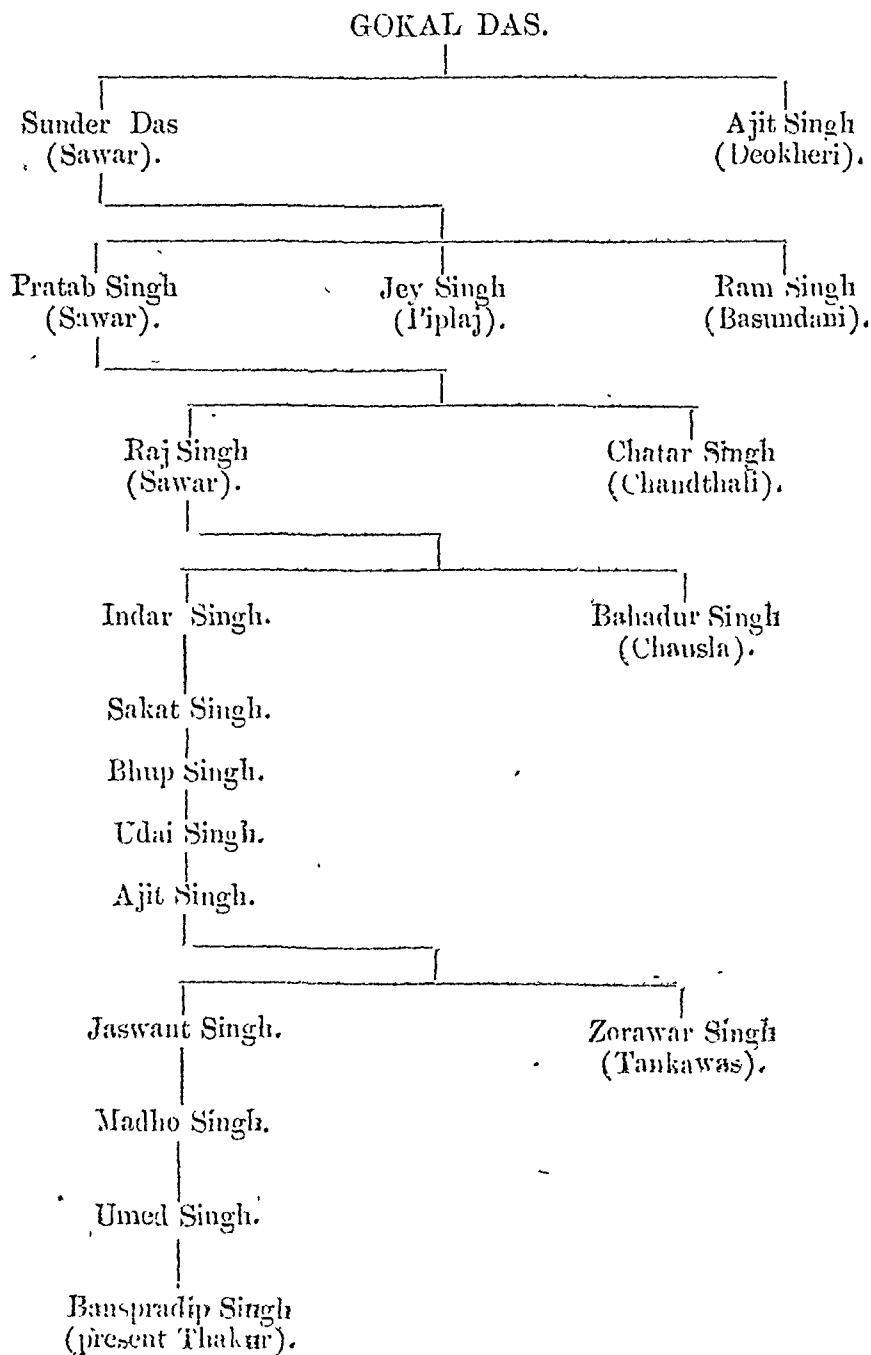 GOKAL DAS.
Sunder Das
(Sawar).
Ajit Singh
(Deokheri).
Pratab Singh
(Sawar).
Jey Singh
(Piplaj).
Ram Singh
(Basundani).
Raj Singh
(Sawar).
Chatar Singh
(Chandthali).
Indar Singh.
Bahadur Singh
(Chausla).
Sakat Singh.
Bhup Singh.
Udai Singh.
Ajit Singh.
Jaswant Singh.
Zorawar Singh
(Tankawas).
Madho Singh.
Umed Singh.
Banspradip Singh
(present Thakur).